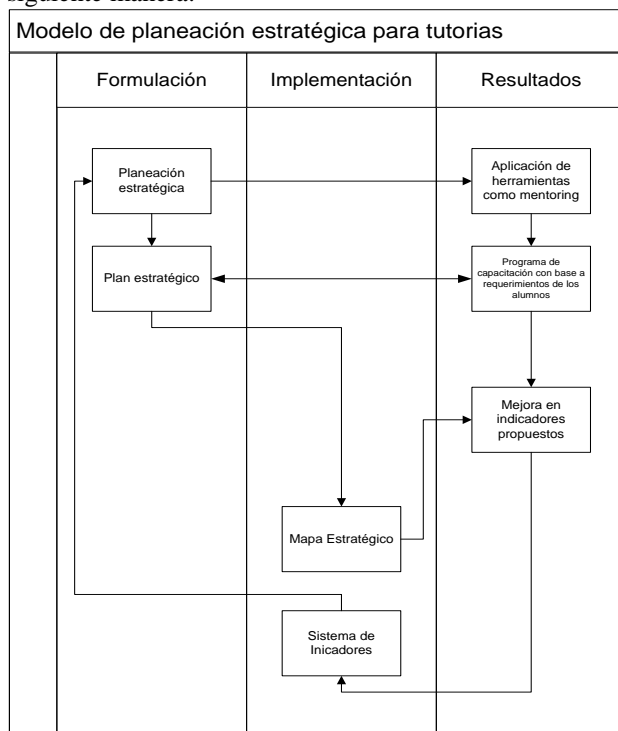 siguiente manera:
Modelo de planeación estratégica para tutorias
Formulación
Implementación
Resultados
Planeación
estratégica
Aplicación de
herramientas
como mentoring
Plan estratégico
Programa de
capacitación con base a
requerimientos de los
alumnos
Mejora en
indicadores
propuestos
Mapa Estratégico
Sistema de
Inicadores